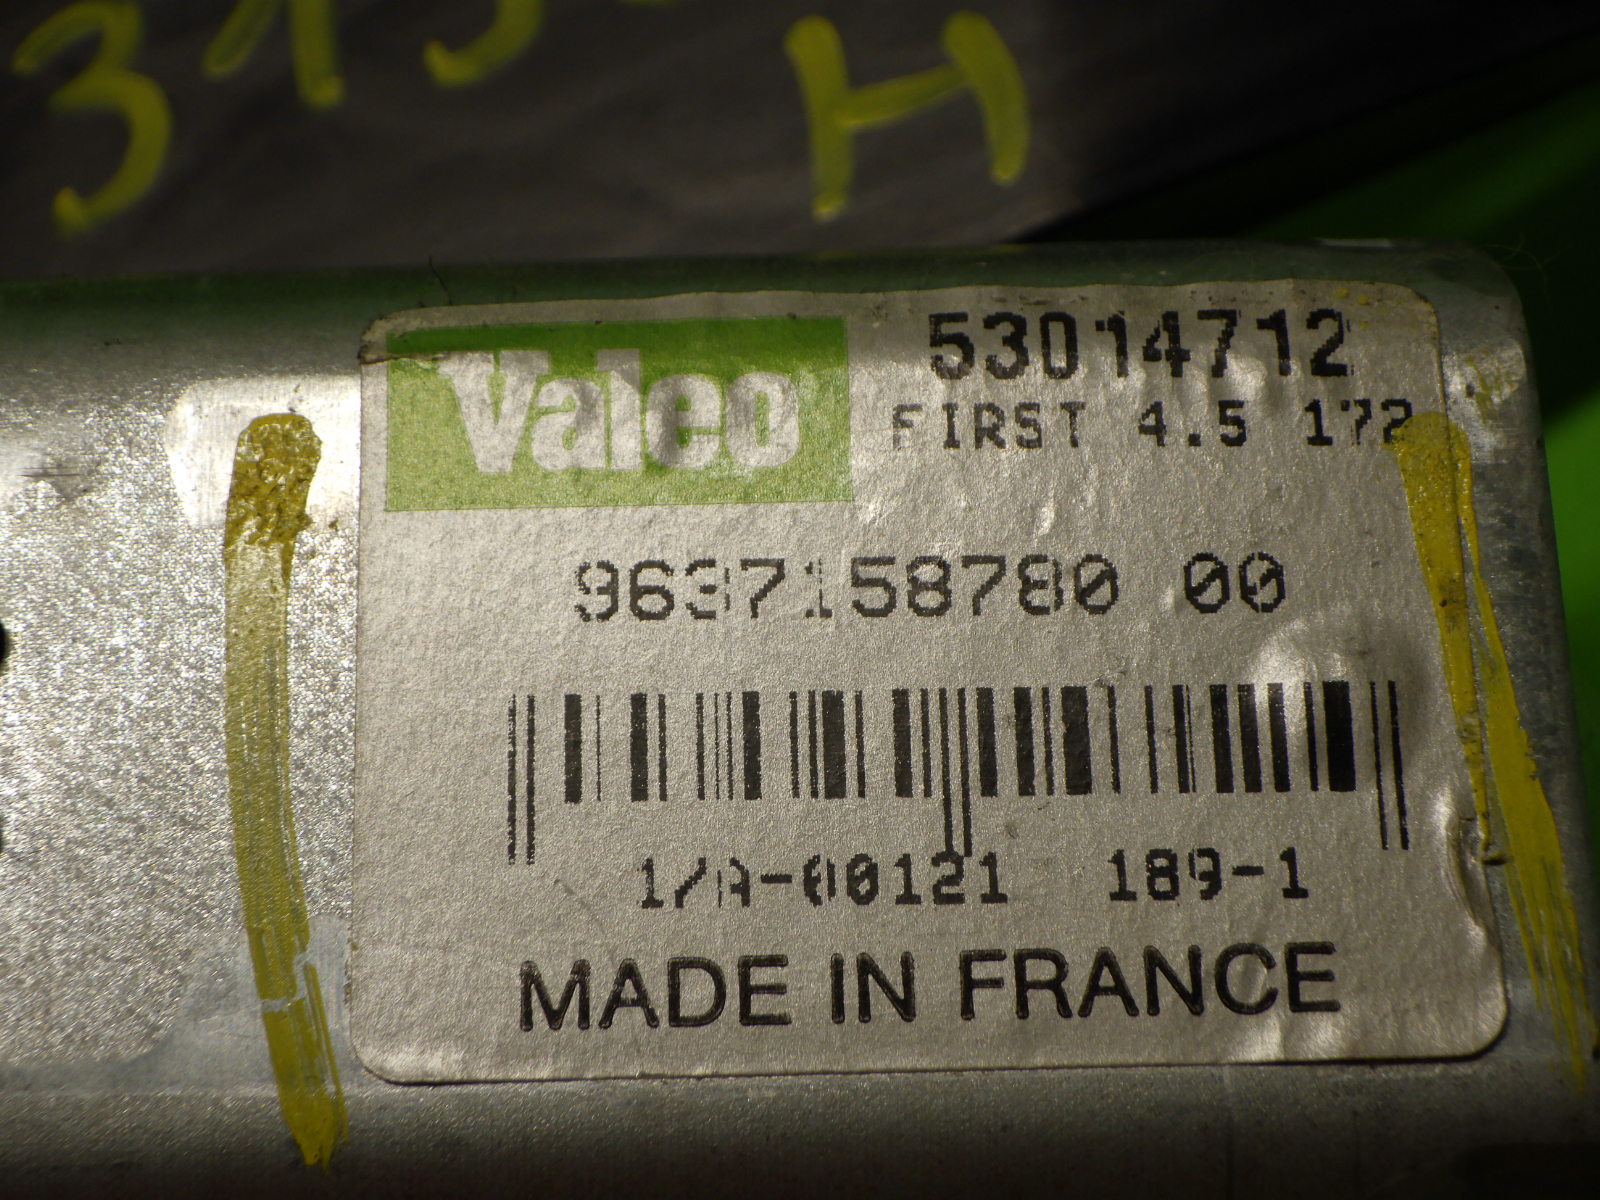 H
Valeo
53014712
FIRST 4.5 172
9637158780 00
1/A-00121 189-1
MADE IN FRANCE